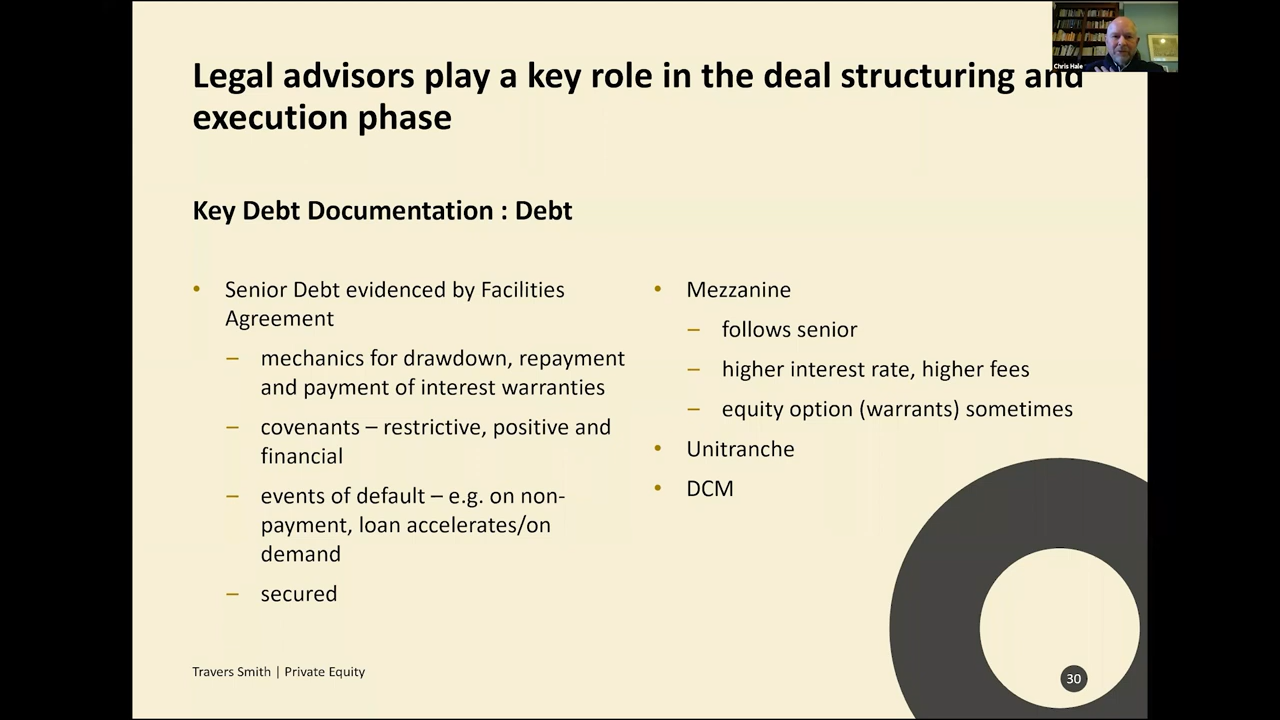 Legal advisors play a key role in the deal structuring and
execution phase
Chris Hale
Key Debt Documentation : Debt
• Senior Debt evidenced by Facilities
Agreement
– mechanics for drawdown, repayment
and payment of interest warranties
– covenants – restrictive, positive and
financial
– events of default – e.g. on non-
payment, loan accelerates/on
demand
– secured
• Mezzanine
– follows senior
– higher interest rate, higher fees
– equity option (warrants) sometimes
• Unitranche
• DCM
Travers Smith | Private Equity
30